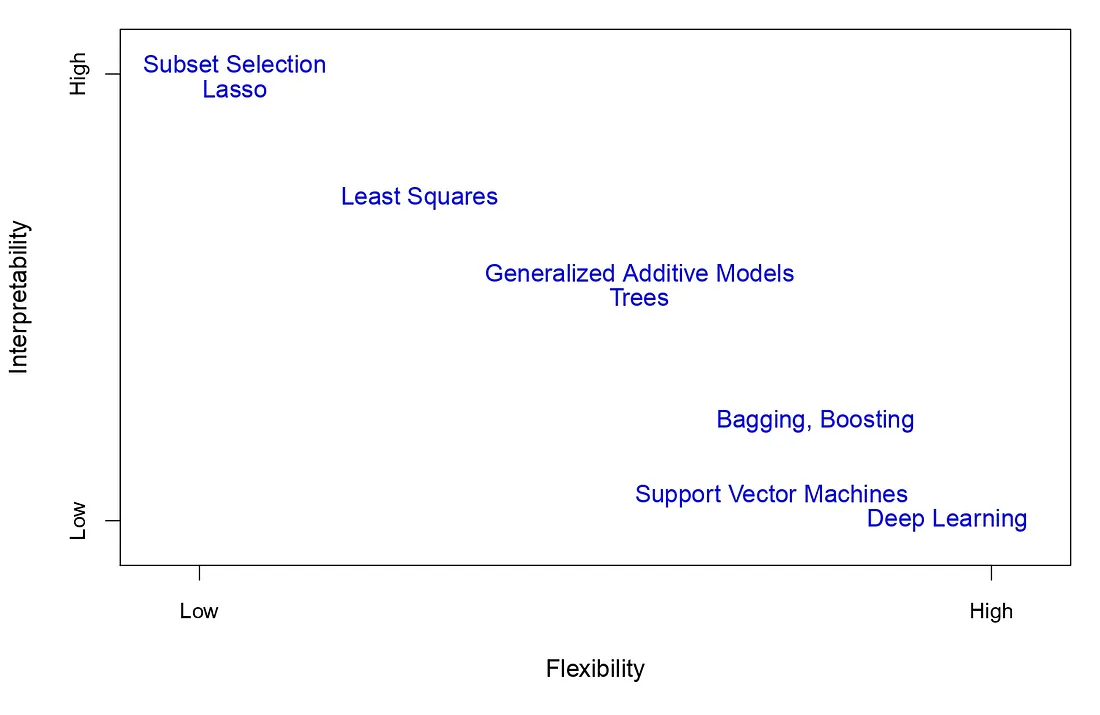 High
Subset Selection
Lasso
Least Squares
Interpretability
Generalized Additive Models
Trees
Bagging, Boosting
Support Vector Machines
Low
Deep Learning
Low
High
Flexibility